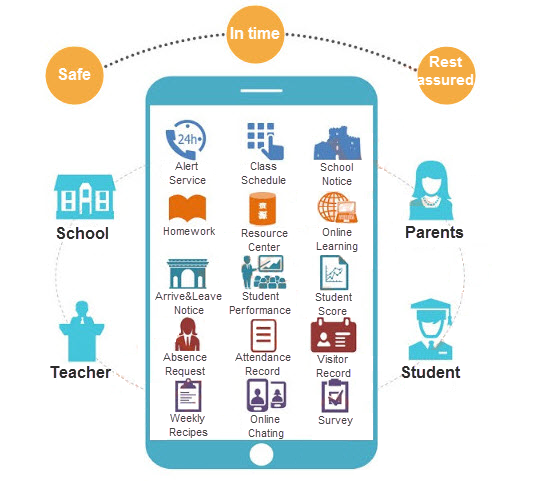 In time
Safe
Rest
assured
24h
Alert
Service
Class
Schedule
School
Notice
School
Parents
Homework
Resource
Center
Online
Learning
Arrive&Leave
Notice
Student
Performance
Student
Score
Teacher
Student
Absence
Request
Attendance
Record
Visitor
Record
Weekly
Recipes
Online
Chating
Survey